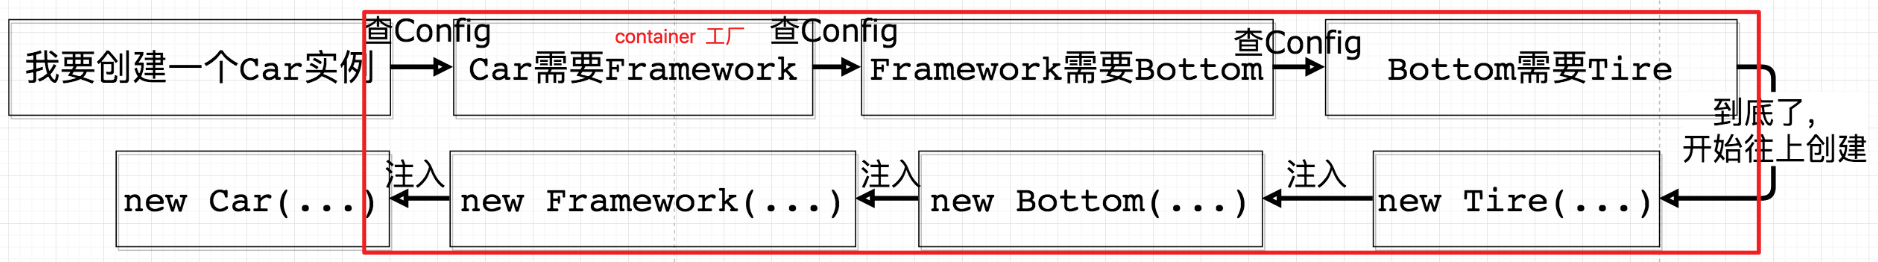 我要创建一个Car实例
查Config
container 工厂
Car需要Framework
查Config
Framework需要Bottom
查Config
Bottom需要Tire
到底了，
开始往上创建
new Car(...)
注入
new Framework(...)
注入
new Bottom(...)
注入
new Tire(...)